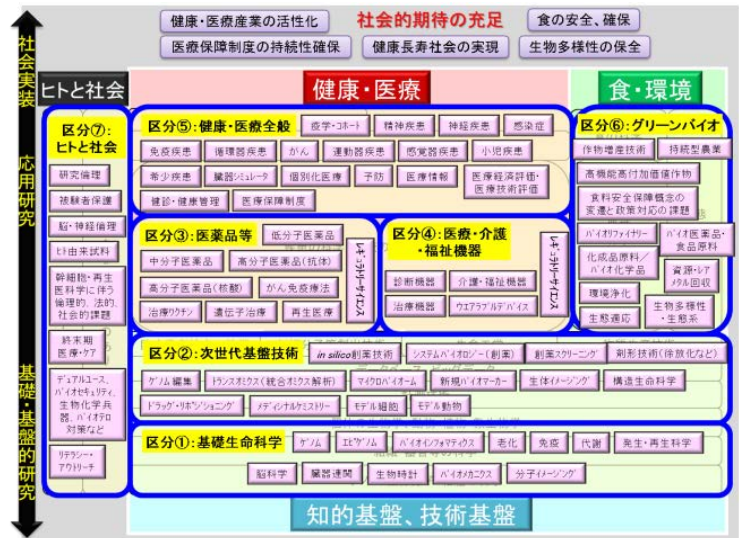 健康・医療産業の活性化
社会的期待の充足
食の安全、確保
医療保障制度の持続性確保
健康長寿社会の実現
生物多様性の保全
社会実装
応用研究
基礎・基盤的研究
ヒトと社会
健康・医療
食・環境
区分⑦:
ヒトと社会
研究倫理
被験者保護
脳・神経倫理
ヒト由来試料
幹細胞・再生
医科学に伴う
倫理的、法的、
社会的課題
終末期
医療・ケア
デュアルユース、
バイオセキュリティ、
生物化学兵
器、バイオテロ
対策など
リテラシー・
アウトリーチ
区分⑤:健康・医療全般
疫学・コホート
精神疾患
神経疾患
感染症
免疫疾患
循環器疾患
がん
運動器疾患
感覚器疾患
小児疾患
希少疾患
臓器シミュレータ
個別化医療
予防
医療情報
医療経済評価・
医療技術評価
健診・健康管理
医療保障制度
区分⑥:グリーンバイオ
作物増産技術
持続型農業
高機能高付加価値作物
食料安全保障概念の
変遷と政策対応の課題
バイオリファイナリー
バイオ医薬品・
食品原料
化成品原料/
バイオ化学品
資源・レア
メタル回収
環境浄化
生物多様性
・生態系
生態適応
区分③:医薬品等
低分子医薬品
中分子医薬品
高分子医薬品(抗体)
高分子医薬品(核酸)
がん免疫療法
治療ワクチン
遺伝子治療
再生医療
レギュラトリーサイエンス
区分④:医療・介護
・福祉機器
診断機器
介護・福祉機器
治療機器
ウエアラブルデバイス
レギュラトリーサイエンス
区分②:次世代基盤技術
in silico創薬技術
システムバイオロジー(創薬)
創薬スクリーニング
剤形技術(徐放化など)
ゲノム編集
トランスオミクス(統合オミクス解析)
マイクロバイオーム
新規バイオマーカー
生体イメージング
構造生命科学
ドラッグ・リポジショニング
メディシナルケミストリー
モデル細胞
モデル動物
区分①:基礎生命科学
ゲノム
エピゲノム
バイオインフォマティクス
老化
免疫
代謝
発生・再生科学
脳科学
臓器連関
生物時計
バイオメカニクス
分子イメージング
知的基盤、技術基盤